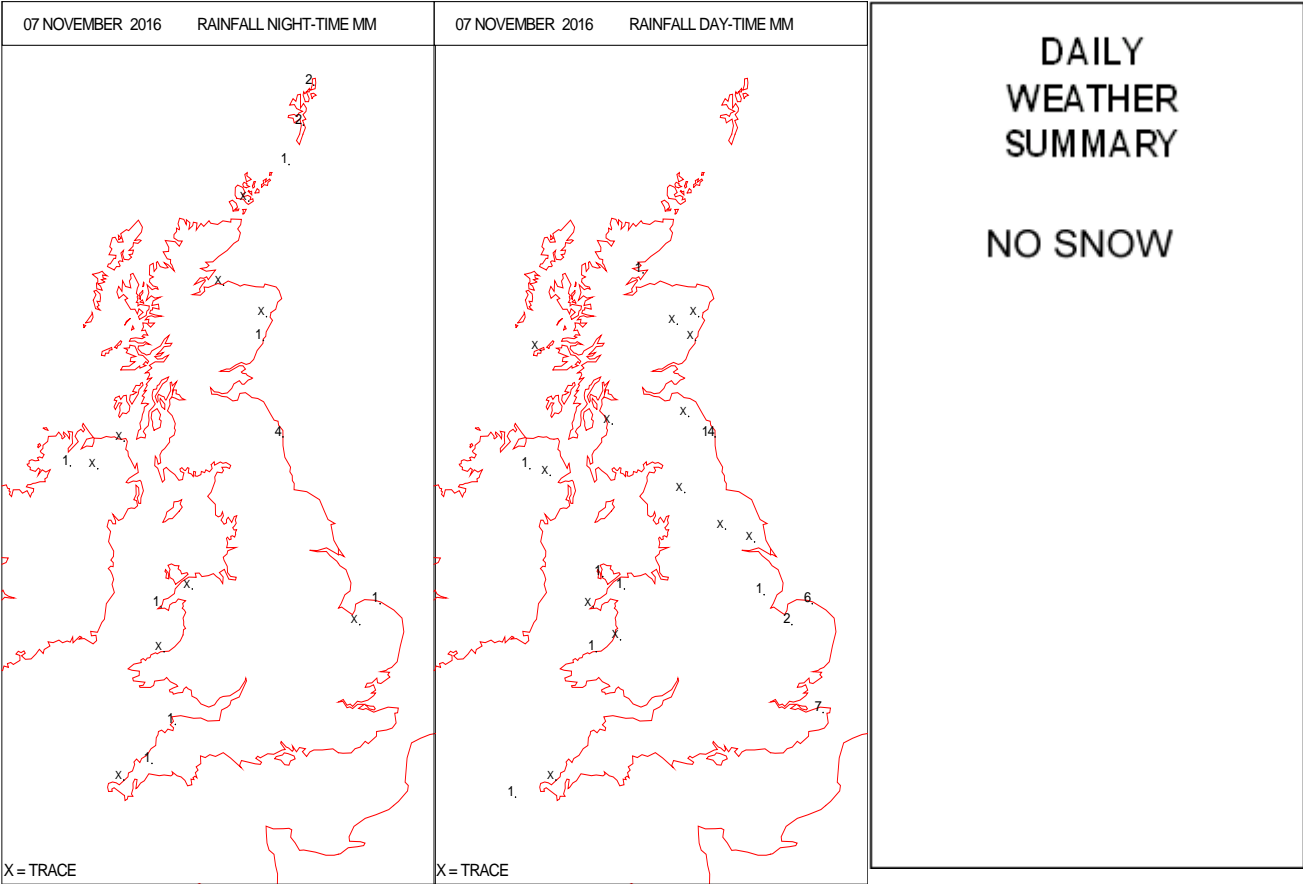 07 NOVEMBER 2016 RAINFALL NIGHT-TIME MM
2
2
1
X
X
X
1
4
X
1
X
X
1
1
X
X
1
1
X
X = TRACE
07 NOVEMBER 2016 RAINFALL DAY-TIME MM
1
X
X
X
X
X
X
14
1
X
X
X
X
1
1
1
X
6
2
X
1
7
X
1
X = TRACE
DAILY
WEATHER
SUMMARY
NO SNOW